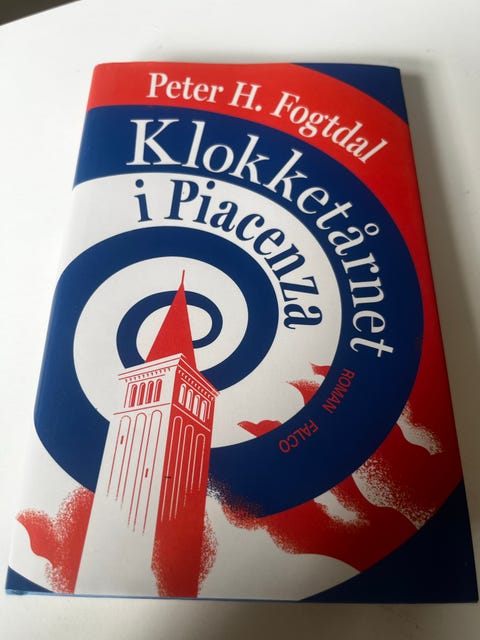 Peter H. Fogtdal
Klokketårnet
i Piacenza
ROMAN FALCO